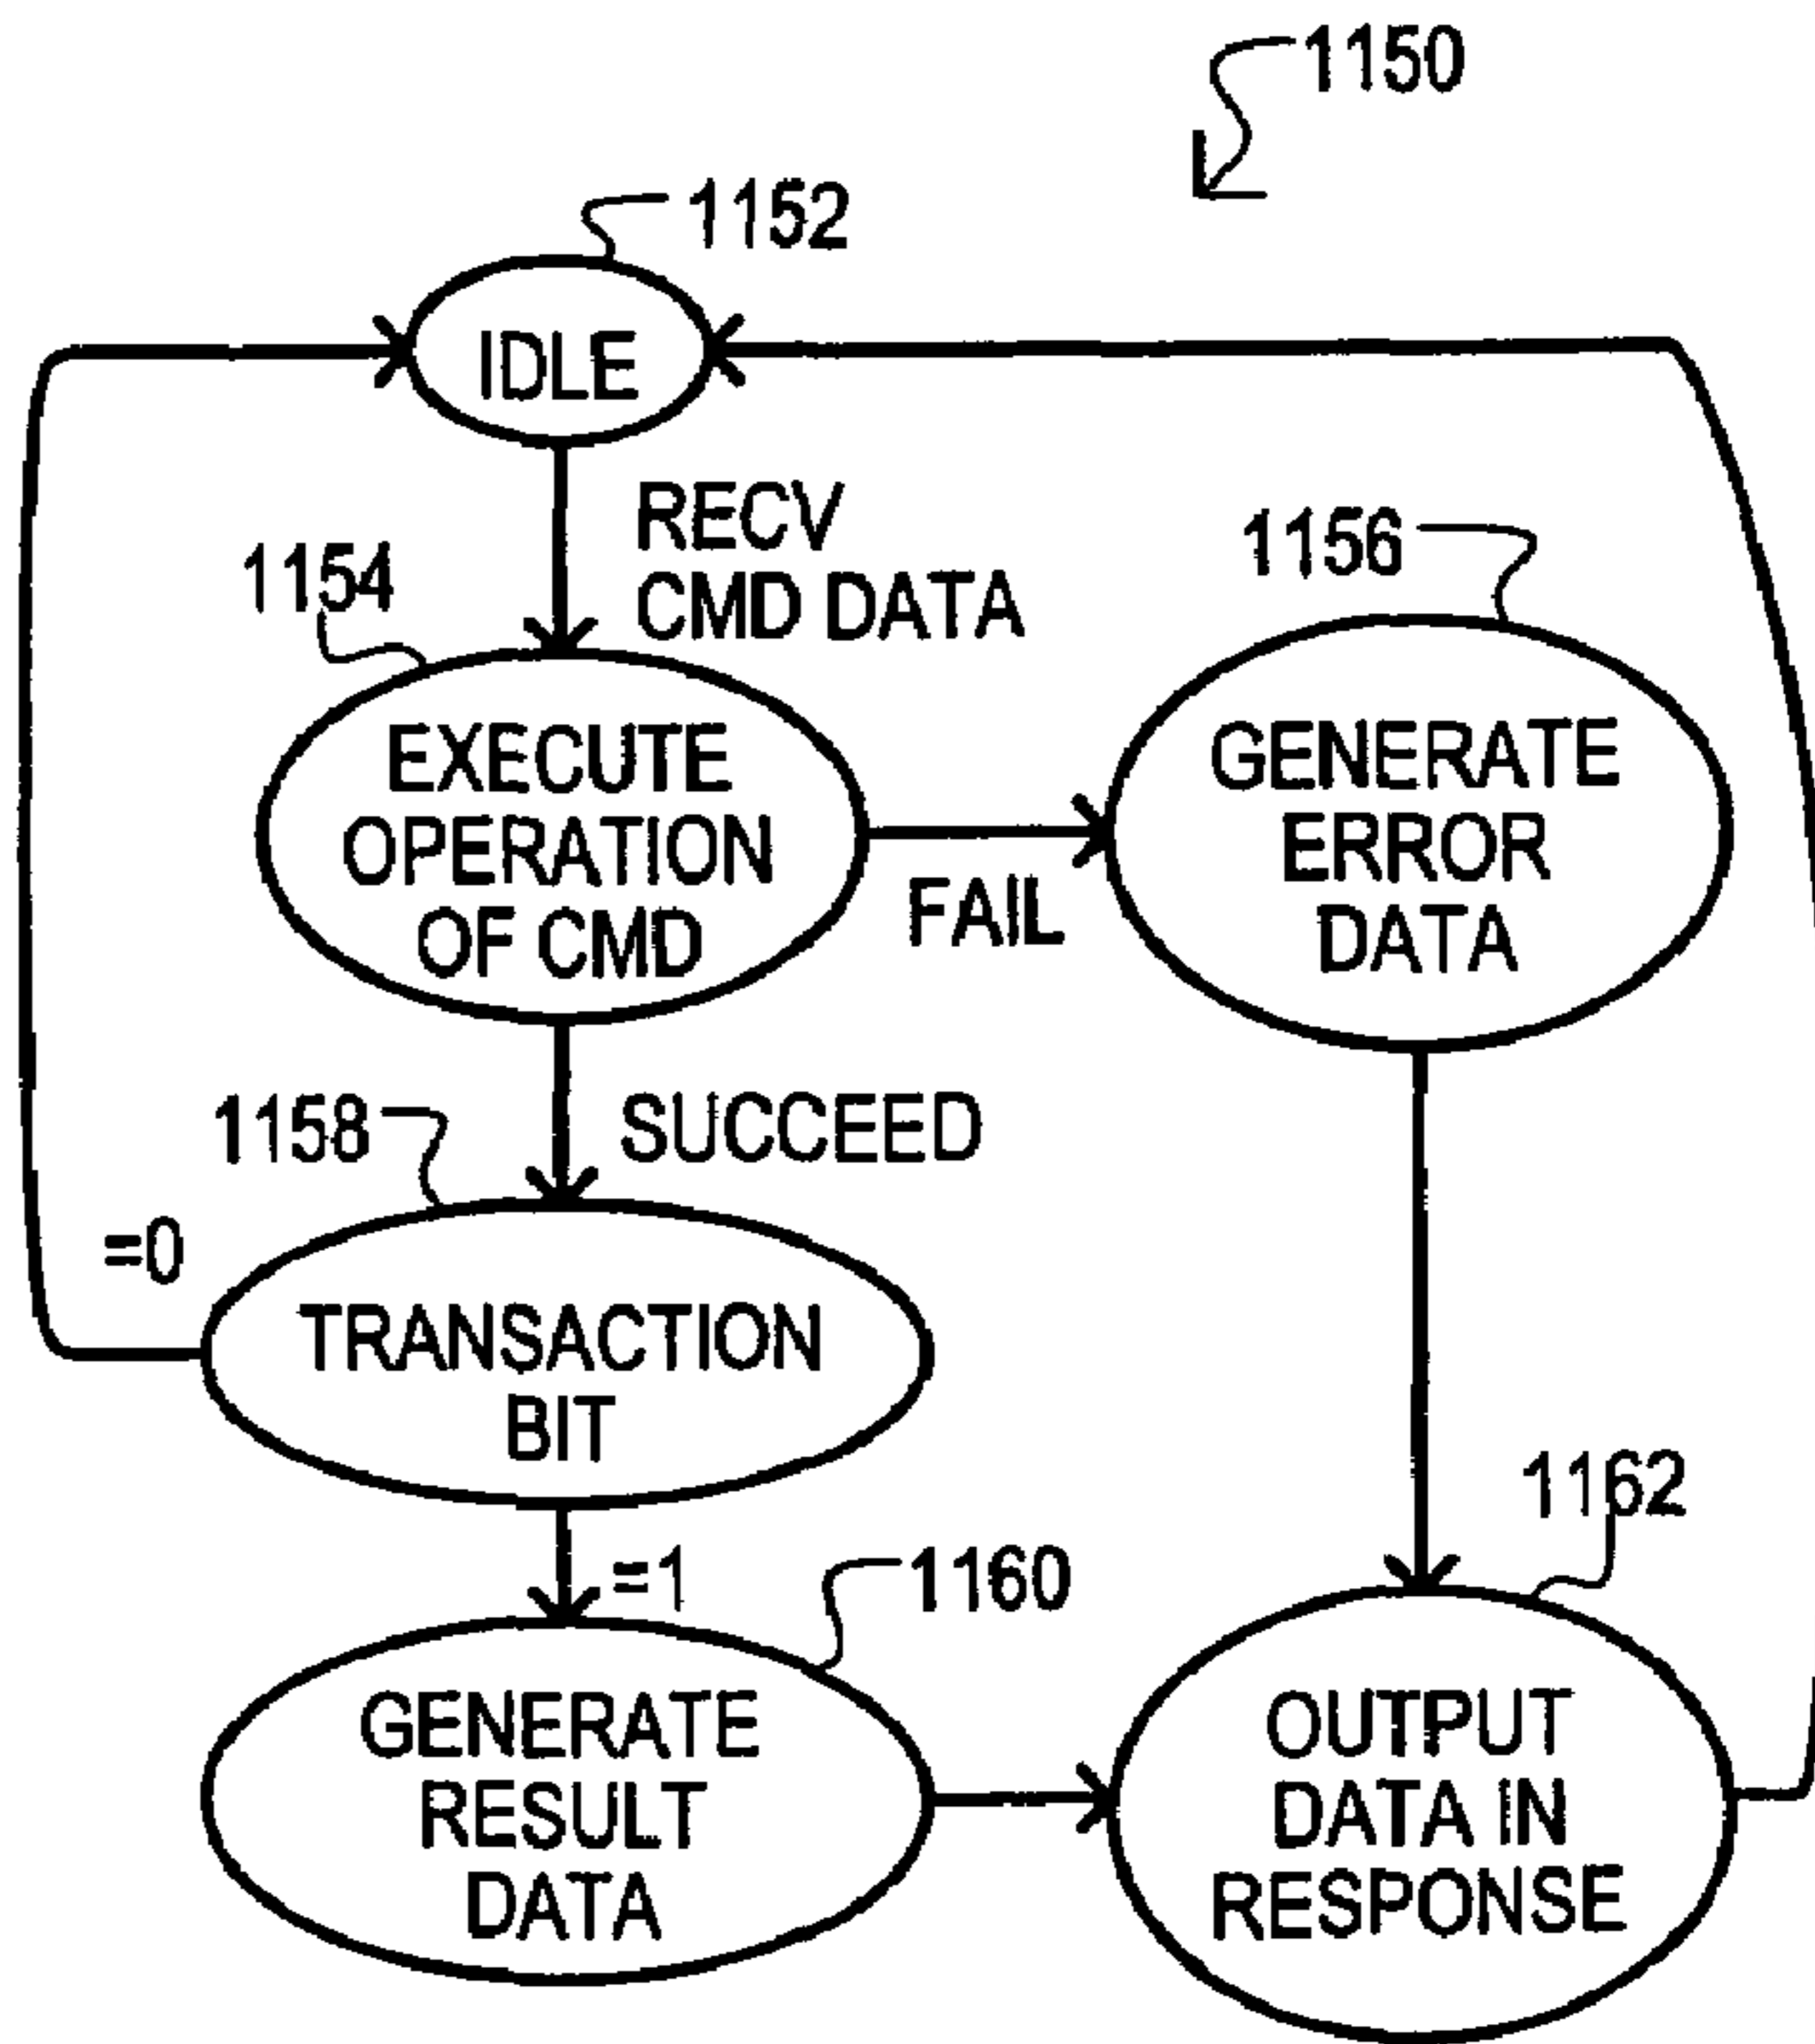 1150
1152
IDLE
RECV
CMD DATA
1154
1156
EXECUTE
OPERATION
OF CMD
FAIL
GENERATE
ERROR
DATA
1158
SUCCEED
=0
TRANSACTION
BIT
=1
1160
1162
GENERATE
RESULT
DATA
OUTPUT
DATA IN
RESPONSE